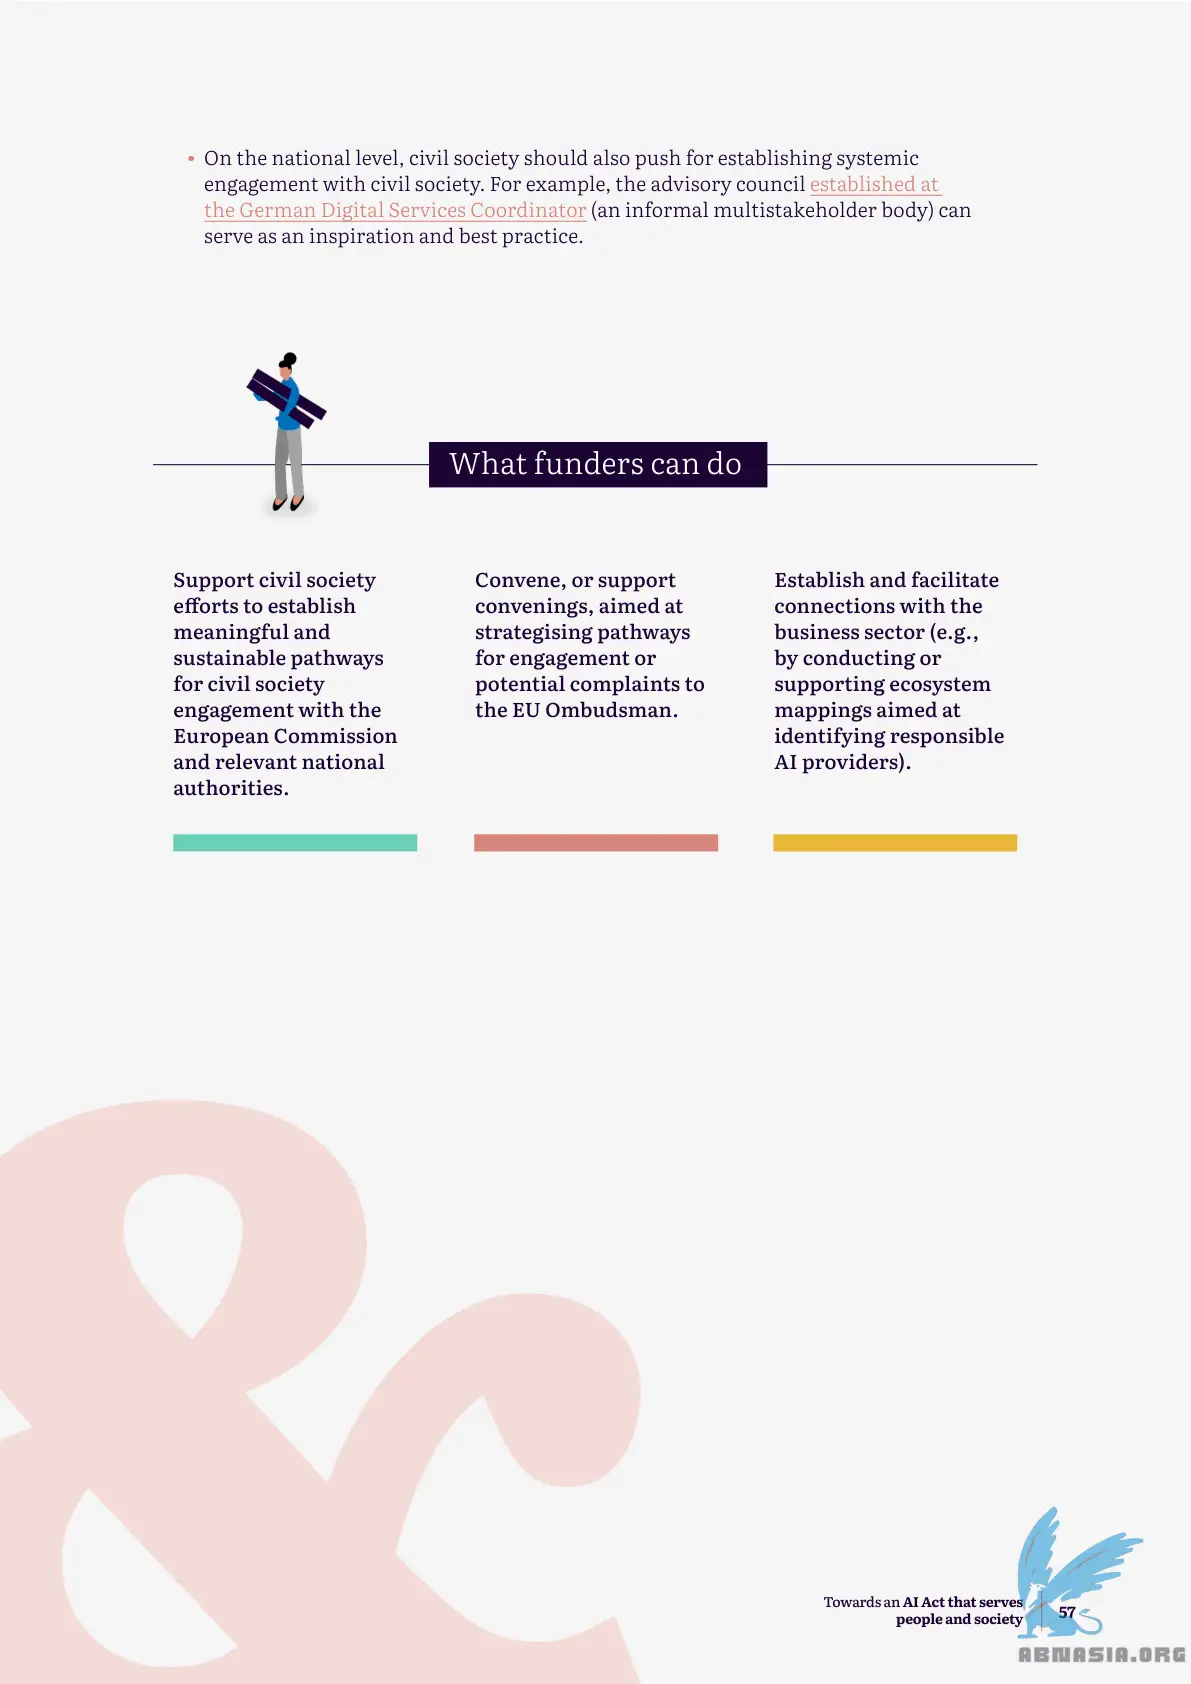 • On the national level, civil society should also push for establishing systemic
engagement with civil society. For example, the advisory council established at
the German Digital Services Coordinator (an informal multistakeholder body) can
serve as an inspiration and best practice.
What funders can do
Support civil society
efforts to establish
meaningful and
sustainable pathways
for civil society
engagement with the
European Commission
and relevant national
authorities.
Convene, or support
convenings, aimed at
strategising pathways
for engagement or
potential complaints to
the EU Ombudsman.
Establish and facilitate
connections with the
business sector (e.g.,
by conducting or
supporting ecosystem
mappings aimed at
identifying responsible
AI providers).
&
Towards an AI Act that serves
people and society
57
ABNASIA.ORG